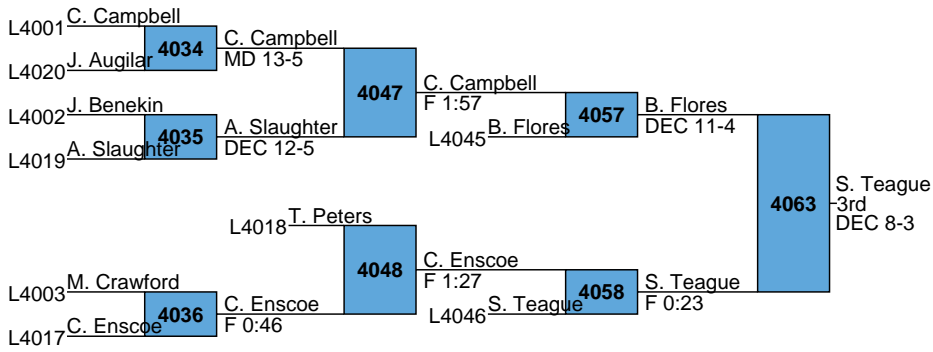 L4001
C. Campbell
4034
L4020
J. Augilar
C. Campbell
MD 13-5
L4002
J. Benekin
4035
L4019
A. Slaughter
A. Slaughter
DEC 12-5
4047
C. Campbell
F 1:57
L4045
B. Flores
4057
B. Flores
DEC 11-4
L4018
T. Peters
L4003
M. Crawford
4036
L4017
C. Enscoe
C. Enscoe
F 0:46
4048
C. Enscoe
F 1:27
L4046
S. Teague
4058
S. Teague
F 0:23
4063
S. Teague
3rd
DEC 8-3